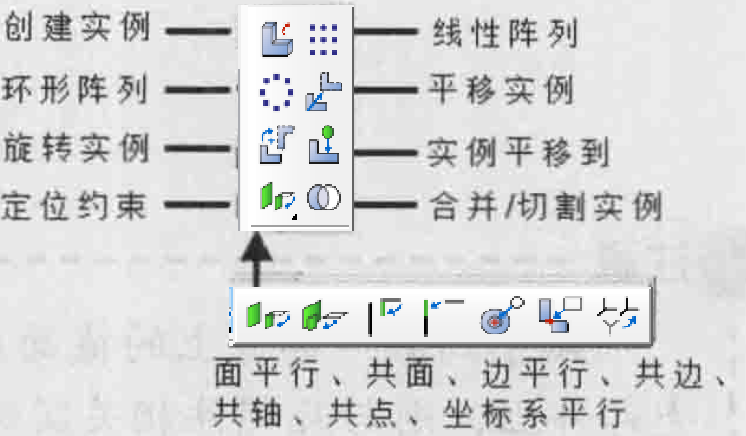 创建实例
线性阵列
环形阵列
平移实例
旋转实例
实例平移到
定位约束
合并/切割实例
面平行、共面、边平行、共边、
共轴、共点、坐标系平行